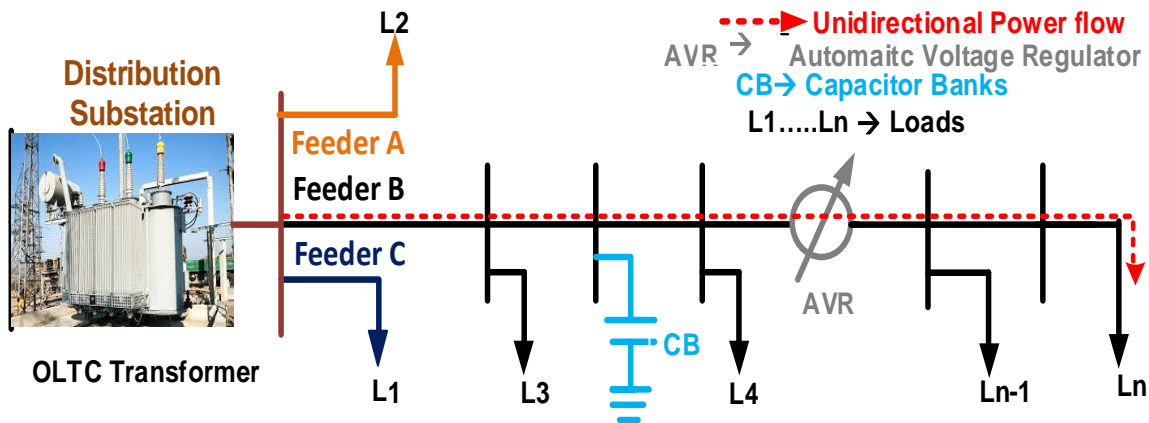 L2
Unidirectional Power flow
AVR → Automaitc Voltage Regulator
CB→ Capacitor Banks
L1.....Ln → Loads
Distribution
Substation
Feeder A
Feeder B
Feeder C
AVR
CB
OLTC Transformer
L1
L3
L4
Ln-1
Ln